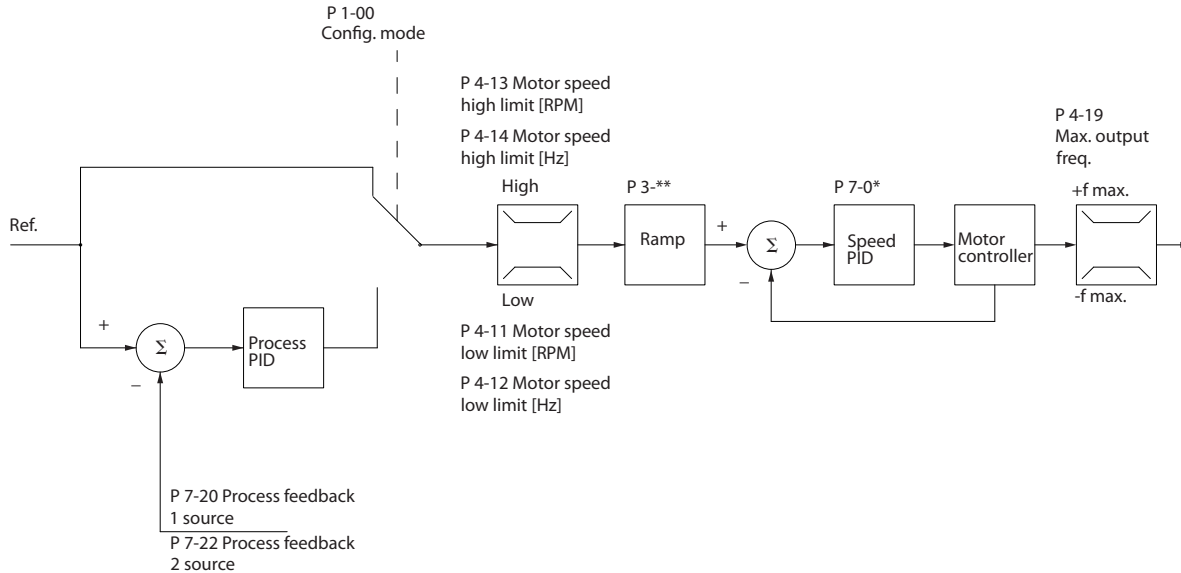 P 1-00
Config. mode
P 4-13 Motor speed
high limit [RPM]
P 4-14 Motor speed
high limit [Hz]
P 4-19
Max. output
freq.
High
P 3-**
P 7-0*
+f max.
Ref.
+
Ramp
Σ
Speed
PID
Motor
controller
−
Low
-f max.
+
Σ
Process
PID
−
P 4-11 Motor speed
low limit [RPM]
P 4-12 Motor speed
low limit [Hz]
P 7-20 Process feedback
1 source
P 7-22 Process feedback
2 source